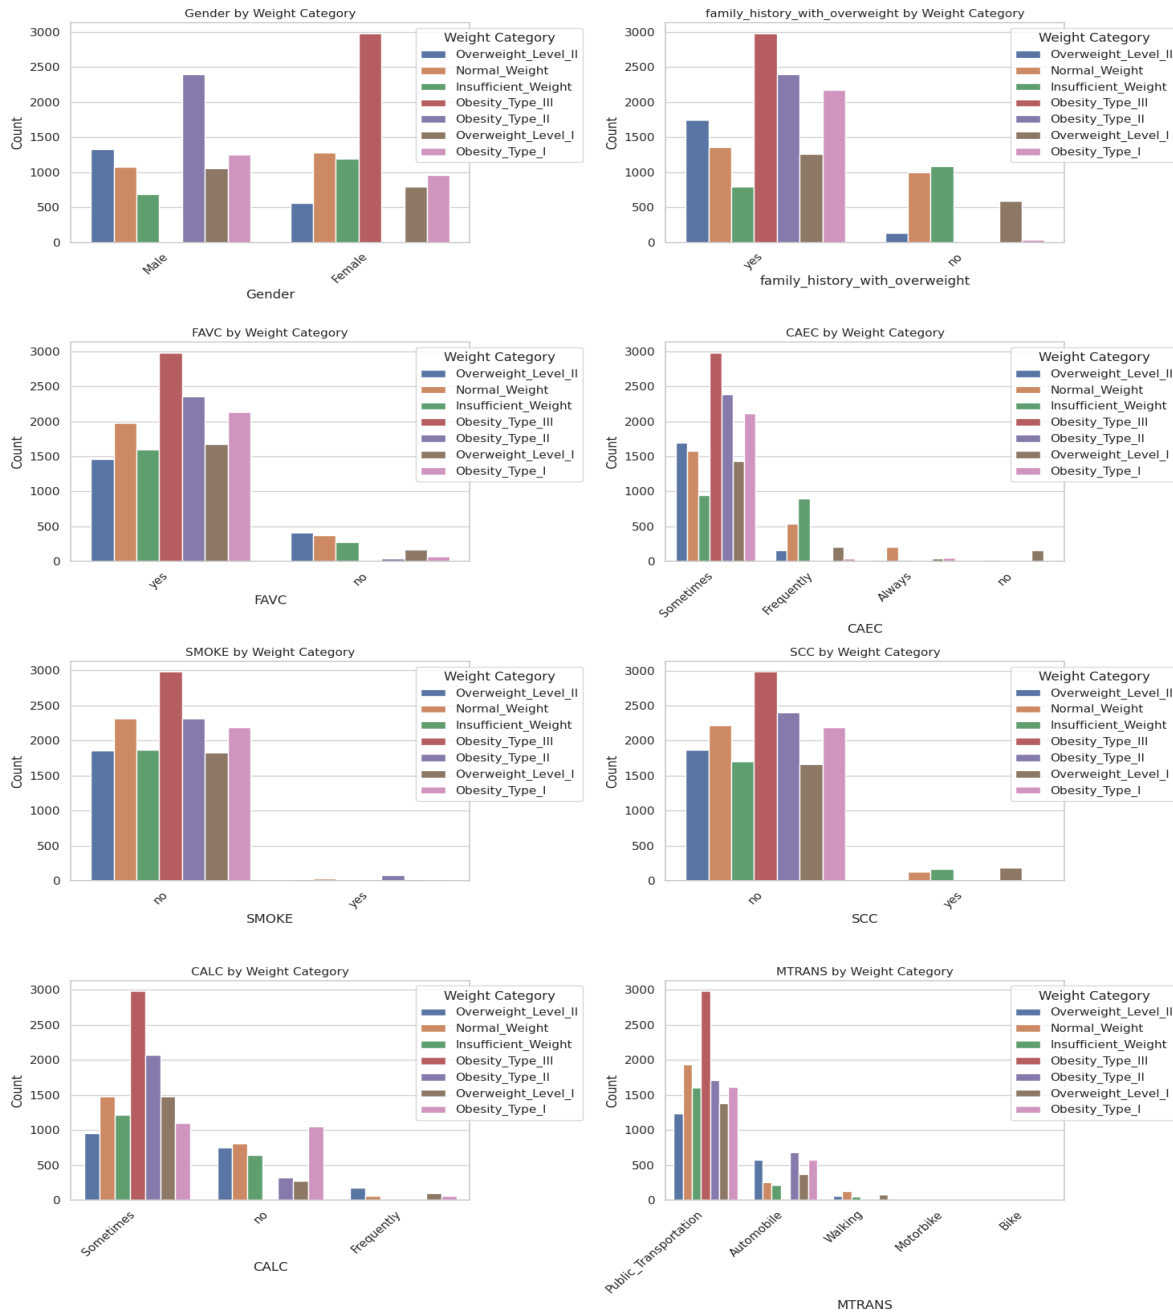 Gender by Weight Category
3000
2500
2000
1500
1000
500
0
Count
Male
Female
Gender
Weight Category
Overweight_Level_II
Normal_Weight
Insufficient_Weight
Obesity_Type_III
Obesity_Type_II
Overweight_Level_I
Obesity_Type_I
family_history_with_overweight by Weight Category
3000
2500
2000
1500
1000
500
0
Count
yes
no
family_history_with_overweight
Weight Category
Overweight_Level_II
Normal_Weight
Insufficient_Weight
Obesity_Type_III
Obesity_Type_II
Overweight_Level_I
Obesity_Type_I
FAVC by Weight Category
3000
2500
2000
1500
1000
500
0
Count
yes
no
FAVC
Weight Category
Overweight_Level_II
Normal_Weight
Insufficient_Weight
Obesity_Type_III
Obesity_Type_II
Overweight_Level_I
Obesity_Type_I
CAEC by Weight Category
3000
2500
2000
1500
1000
500
0
Count
Sometimes
Frequently
Always
no
CAEC
Weight Category
Overweight_Level_II
Normal_Weight
Insufficient_Weight
Obesity_Type_III
Obesity_Type_II
Overweight_Level_I
Obesity_Type_I
SMOKE by Weight Category
3000
2500
2000
1500
1000
500
0
Count
no
yes
SMOKE
Weight Category
Overweight_Level_II
Normal_Weight
Insufficient_Weight
Obesity_Type_III
Obesity_Type_II
Overweight_Level_I
Obesity_Type_I
SCC by Weight Category
3000
2500
2000
1500
1000
500
0
Count
no
yes
SCC
Weight Category
Overweight_Level_II
Normal_Weight
Insufficient_Weight
Obesity_Type_III
Obesity_Type_II
Overweight_Level_I
Obesity_Type_I
CALC by Weight Category
3000
2500
2000
1500
1000
500
0
Count
Sometimes
no
Frequently
CALC
Weight Category
Overweight_Level_II
Normal_Weight
Insufficient_Weight
Obesity_Type_III
Obesity_Type_II
Overweight_Level_I
Obesity_Type_I
MTRANS by Weight Category
3000
2500
2000
1500
1000
500
0
Count
Public_Transportation
Automobile
Walking
Motorbike
Bike
MTRANS
Weight Category
Overweight_Level_II
Normal_Weight
Insufficient_Weight
Obesity_Type_III
Obesity_Type_II
Overweight_Level_I
Obesity_Type_I